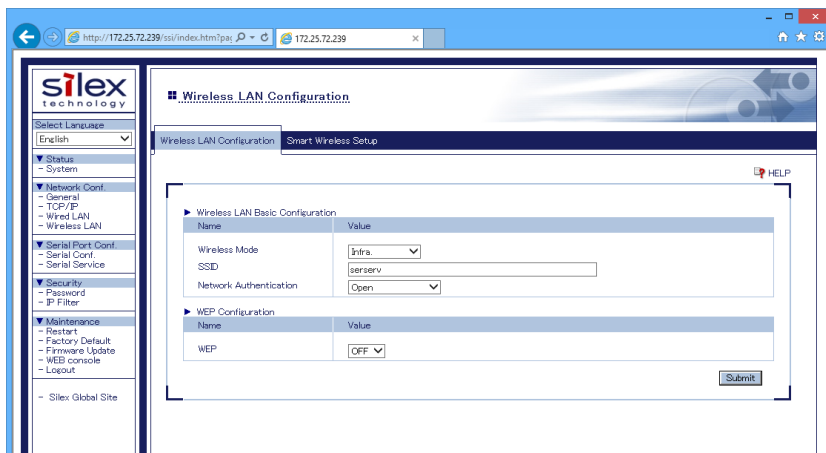 http://172.25.72.239/ssi/index.htm?pag
172.25.72.239
silex
technology
Select Language
English
▼ Status
- System
▼ Network Conf.
- General
- TCP/IP
- Wired LAN
- Wireless LAN
▼ Serial Port Conf.
- Serial Conf.
- Serial Service
▼ Security
- Password
- IP Filter
▼ Maintenance
- Restart
- Factory Default
- Firmware Update
- WEB console
- Logout
- Silex Global Site
Wireless LAN Configuration
Wireless LAN Configuration Smart Wireless Setup
HELP
▶ Wireless LAN Basic Configuration
Name Value
Wireless Mode Infra.
SSID serserv
Network Authentication Open
▶ WEP Configuration
Name Value
WEP OFF
Submit